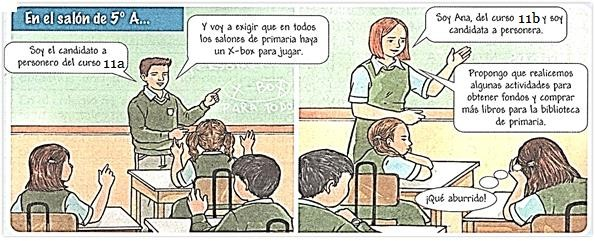 En el salón de 5° A...
Soy el candidato a
personero del curso 11a
Y voy a exigir que en todos
los salones de primaria haya
un X-box para jugar.
X BOX
PARA TODO
Soy Ana, del curso 11b y soy
candidata a personera.
Propongo que realicemos
algunas actividades para
obtener fondos y comprar
más libros para la biblioteca
de primaria.
¡Qué aburrido!